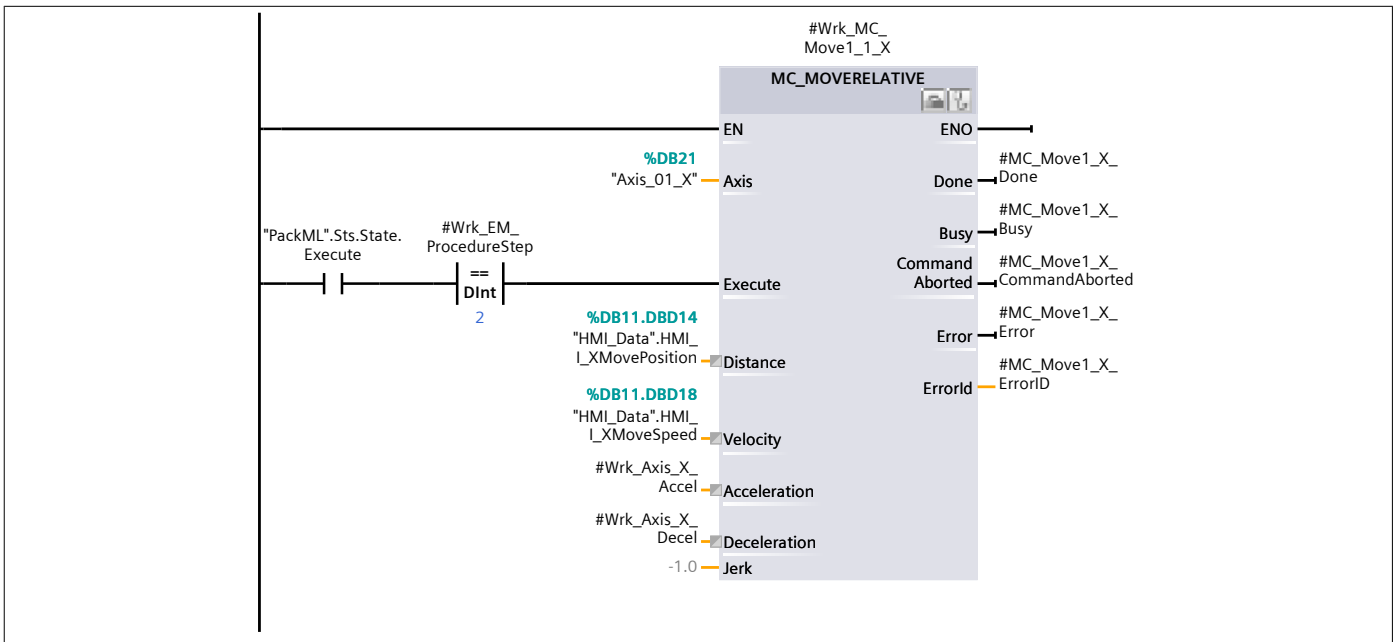 #Wrk_MC_
Move1_1_X
MC_MOVERELATIVE
EN
ENO
%DB21
"Axis_01_X"
Axis
#MC_Move1_X_
Done
Done
#MC_Move1_X_
Busy
Busy
"PackML".Sts.State.
Execute
#Wrk_EM_
ProcedureStep
==
DInt
2
Execute
Command
Aborted
#MC_Move1_X_
CommandAborted
%DB11.DBD14
"HMI_Data".HMI_
I_XMovePosition
Distance
#MC_Move1_X_
Error
Error
#MC_Move1_X_
ErrorID
ErrorId
%DB11.DBD18
"HMI_Data".HMI_
I_XMoveSpeed
Velocity
#Wrk_Axis_X_
Accel
Acceleration
#Wrk_Axis_X_
Decel
Deceleration
-1.0
Jerk